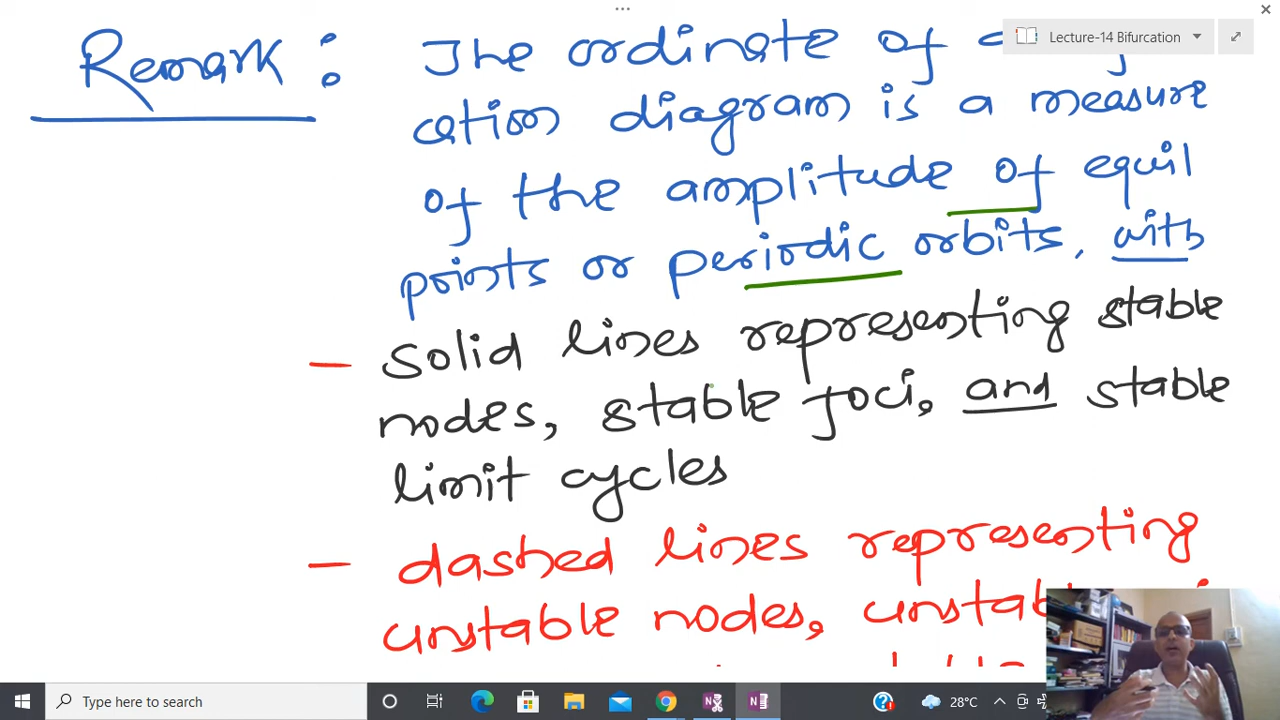 Lecture-14 Bifurcation
Remark : The ordinate of a
cation diagram is a measure
of the amplitude of equil
points or periodic orbits, with
– solid lines representing stable
nodes, stable foci, and stable
limit cycles
– dashed lines representing
unstable nodes,
Type here to search
28°C